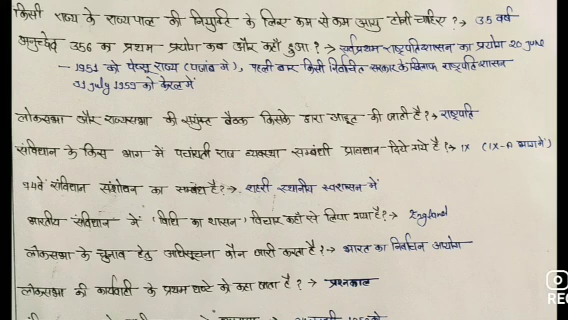 किसी राज्य के राज्यपाल की नियुक्ति के लिए कम से कम आयु होनी चाहिए? → 35 वर्ष
अनुच्छेद 356 का प्रथम प्रयोग कब और कहाँ हुआ? → सर्वप्रथम राष्ट्रपति शासन का प्रयोग 20 June
- 1951 को पेप्सू राज्य (पंजाब में), पहली बार किसी निर्वाचित सरकार के खिलाफ राष्ट्रपति शासन
31 July 1959 को केरल में
लोकसभा और राज्यसभा की संयुक्त बैठक किसके द्वारा आहूत की जाती है? → राष्ट्रपति
संविधान के किस भाग में पंचायती राज व्यवस्था सम्बंधी प्रावधान दिये गये है? → IX (IX-A भाग में)
74वें संविधान संशोधन का सम्बंध है? → शहरी स्थानीय स्वशासन में
भारतीय संविधान में 'विधि का शासन' विचार कहाँ से लिया गया है? → England
लोकसभा के चुनाव हेतु अधिसूचना कौन जारी करता है? → भारत का निर्वाचन आयोग
लोकसभा की कार्यवाही के प्रथम घण्टे को कहा जाता है? → प्रश्नकाल
REC